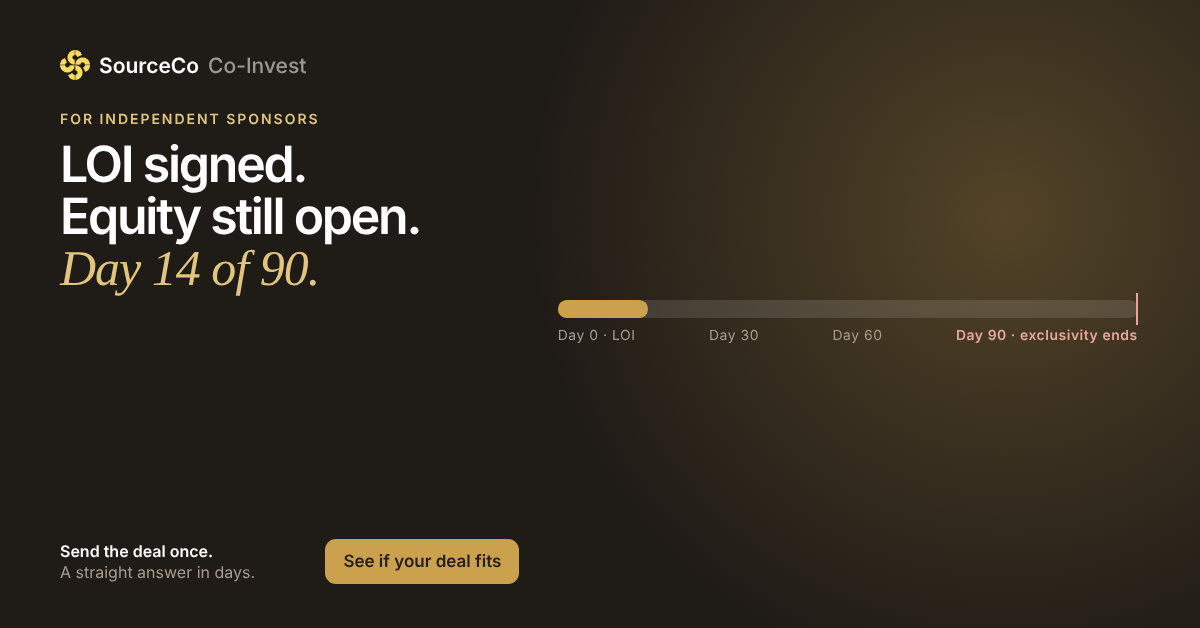 SourceCo Co-Invest
FOR INDEPENDENT SPONSORS
LOI signed.
Equity still open.
Day 14 of 90.
Day 0 · LOI
Day 30
Day 60
Day 90 · exclusivity ends
Send the deal once.
A straight answer in days.
See if your deal fits